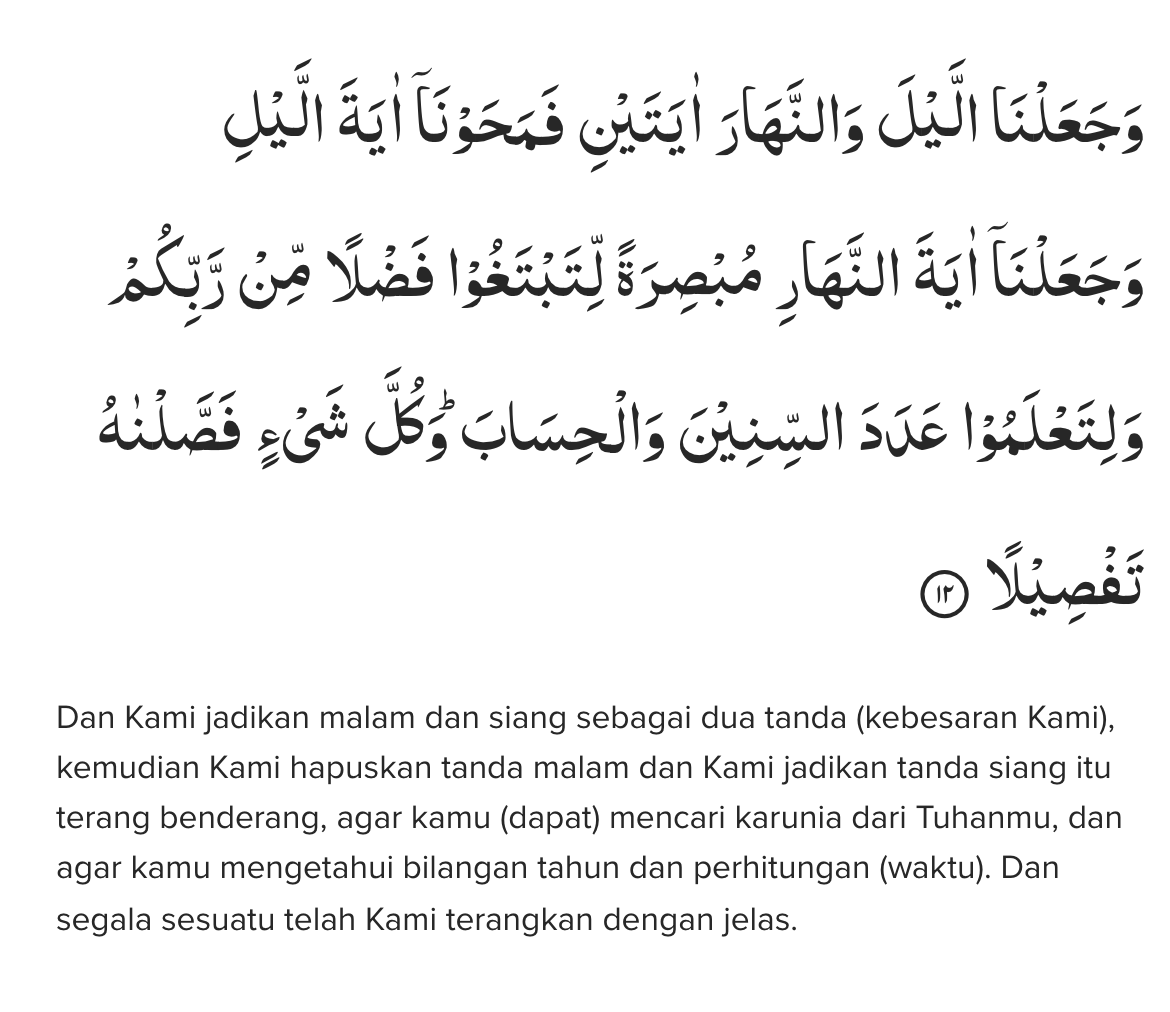 وَجَعَلْنَا الَّيْلَ وَالنَّهَارَ اٰيَتَيْنِ فَمَحَوْنَآ اٰيَةَ الَّيْلِ
وَجَعَلْنَآ اٰيَةَ النَّهَارِ مُبْصِرَةً لِّتَبْتَغُوْا فَضْلًا مِّنْ رَّبِّكُمْ
وَلِتَعْلَمُوْا عَدَدَ السِّنِيْنَ وَالْحِسَابَۗ وَكُلَّ شَيْءٍ فَصَّلْنٰهُ
تَفْصِيْلًا ١٢
Dan Kami jadikan malam dan siang sebagai dua tanda (kebesaran Kami),
kemudian Kami hapuskan tanda malam dan Kami jadikan tanda siang itu
terang benderang, agar kamu (dapat) mencari karunia dari Tuhanmu, dan
agar kamu mengetahui bilangan tahun dan perhitungan (waktu). Dan
segala sesuatu telah Kami terangkan dengan jelas.